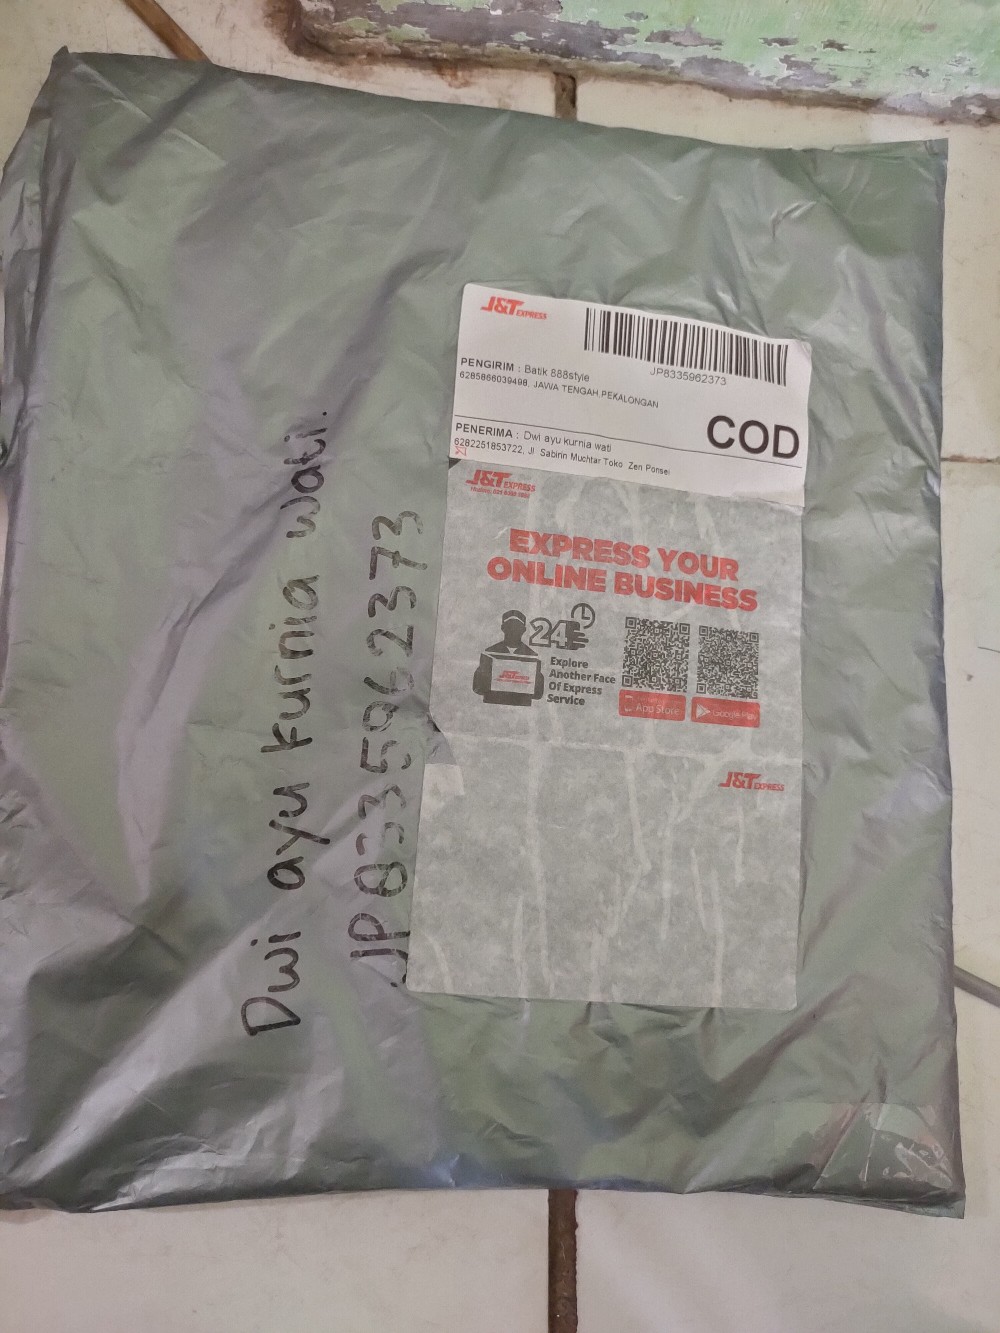 J&T EXPRESS
JP8335962373
PENGIRIM : Batik 888style
6285866039498, JAWA TENGAH,PEKALONGAN
COD
PENERIMA : Dwi ayu kurnia wati
6282251853722, Jl Sabirin Muchtar Toko Zen Ponsel
J&T EXPRESS
EXPRESS YOUR
ONLINE BUSINESS
24
Explore
Another Face
Of Express
Service
App Store
Google Play
J&T EXPRESS
Dwi ayu kurnia wati.
JP8335962373